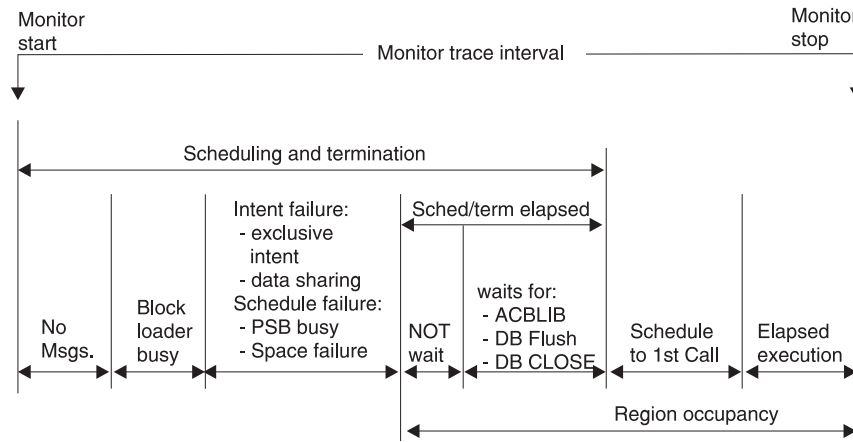 Monitor
start
Monitor
stop
Monitor trace interval
Scheduling and termination
Intent failure:
- exclusive
intent
- data sharing
Schedule failure:
- PSB busy
- Space failure
Sched/term elapsed
No
Msgs.
Block
loader
busy
NOT
wait
waits for:
- ACBLIB
- DB Flush
- DB CLOSE
Schedule
to 1st Call
Elapsed
execution
Region occupancy